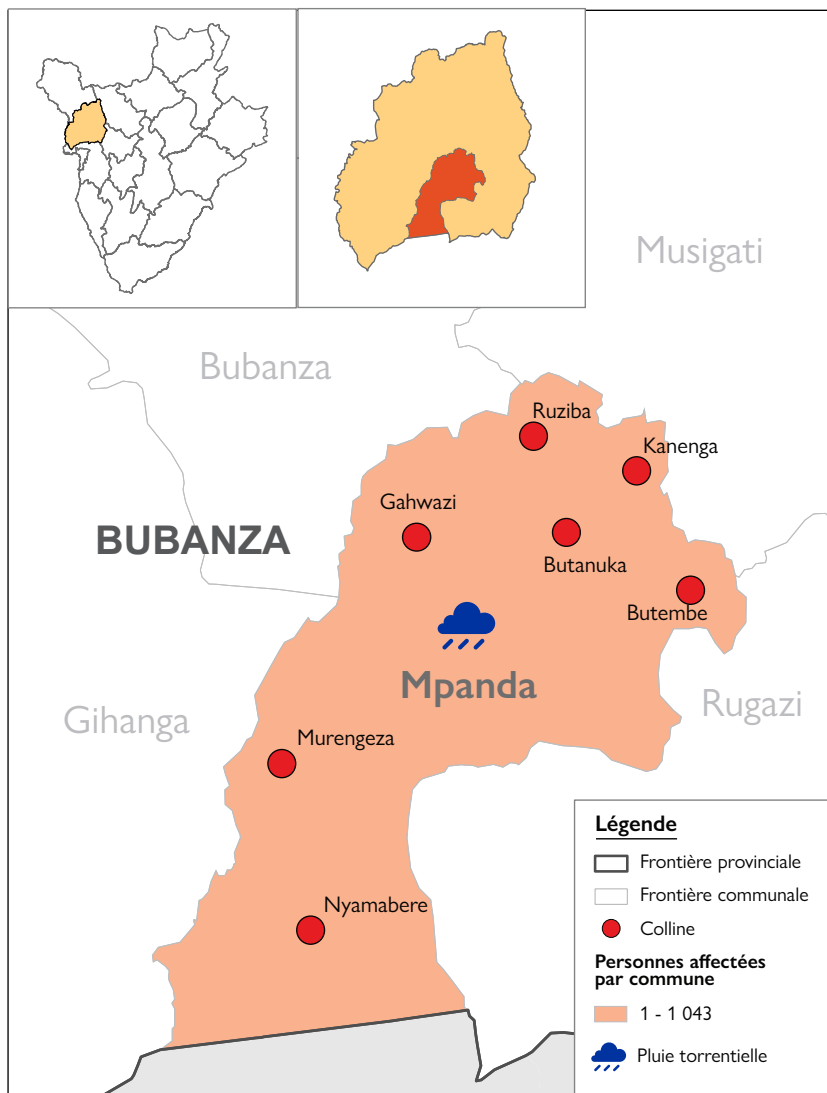 Musigati
Bubanza
Ruziba
Kanenga
Gahwazi
BUBANZA
Butanuka
Butembe
Mpanda
Rugazi
Gihanga
Murengeza
Nyamabere
Légende
Frontière provinciale
Frontière communale
Colline
Personnes affectées
par commune
1 - 1 043
Pluie torrentielle